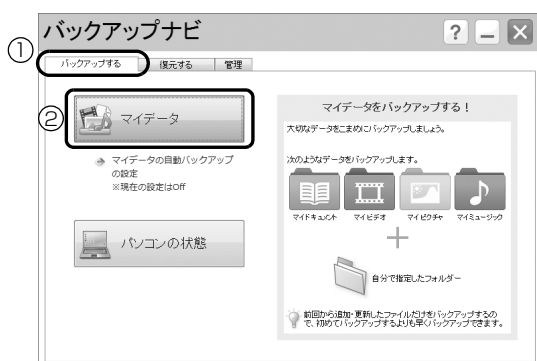 バックアップナビ
?
①
バックアップする 復元する 管理
②
マイデータ
マイデータの自動バックアップ
の設定
※現在の設定はOff
パソコンの状態
マイデータをバックアップする！
大切なデータをこまめにバックアップしましょう。
次のようなデータをバックアップします。
マイドキュメント マイビデオ マイピクチャ マイミュージック
自分で指定したフォルダー
前回から追加・更新したファイルだけをバックアップするの
で、初めてバックアップするよりも早くバックアップできます。